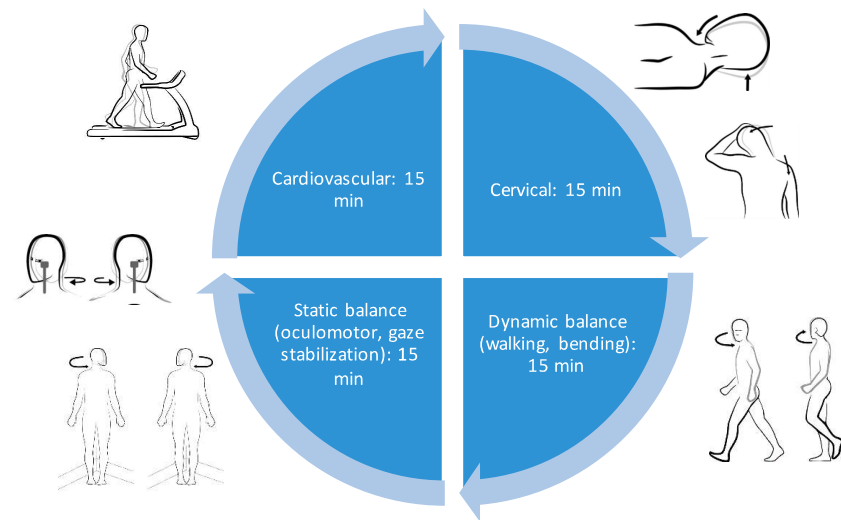 Cardiovascular: 15
min
Cervical: 15 min
Static balance
(oculomotor, gaze
stabilization): 15
min
Dynamic balance
(walking, bending):
15 min